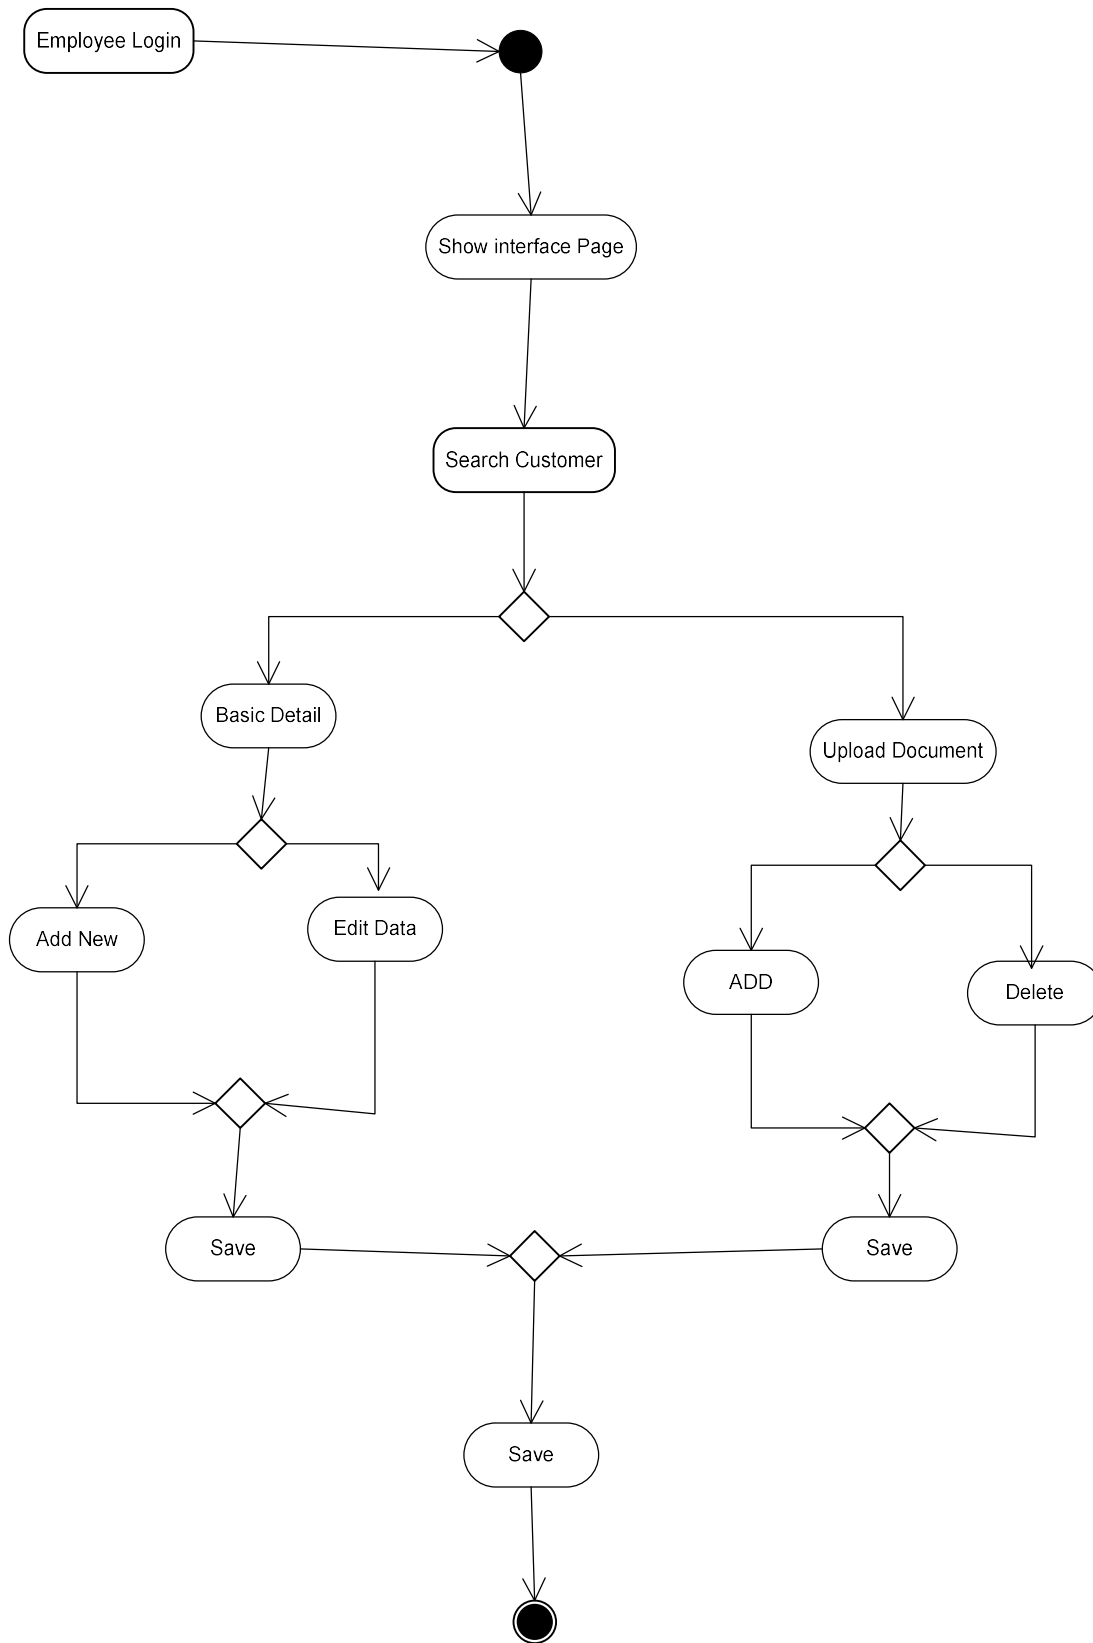 Employee Login
Show interface Page
Search Customer
Basic Detail
Upload Document
Add New
Edit Data
ADD
Delete
Save
Save
Save